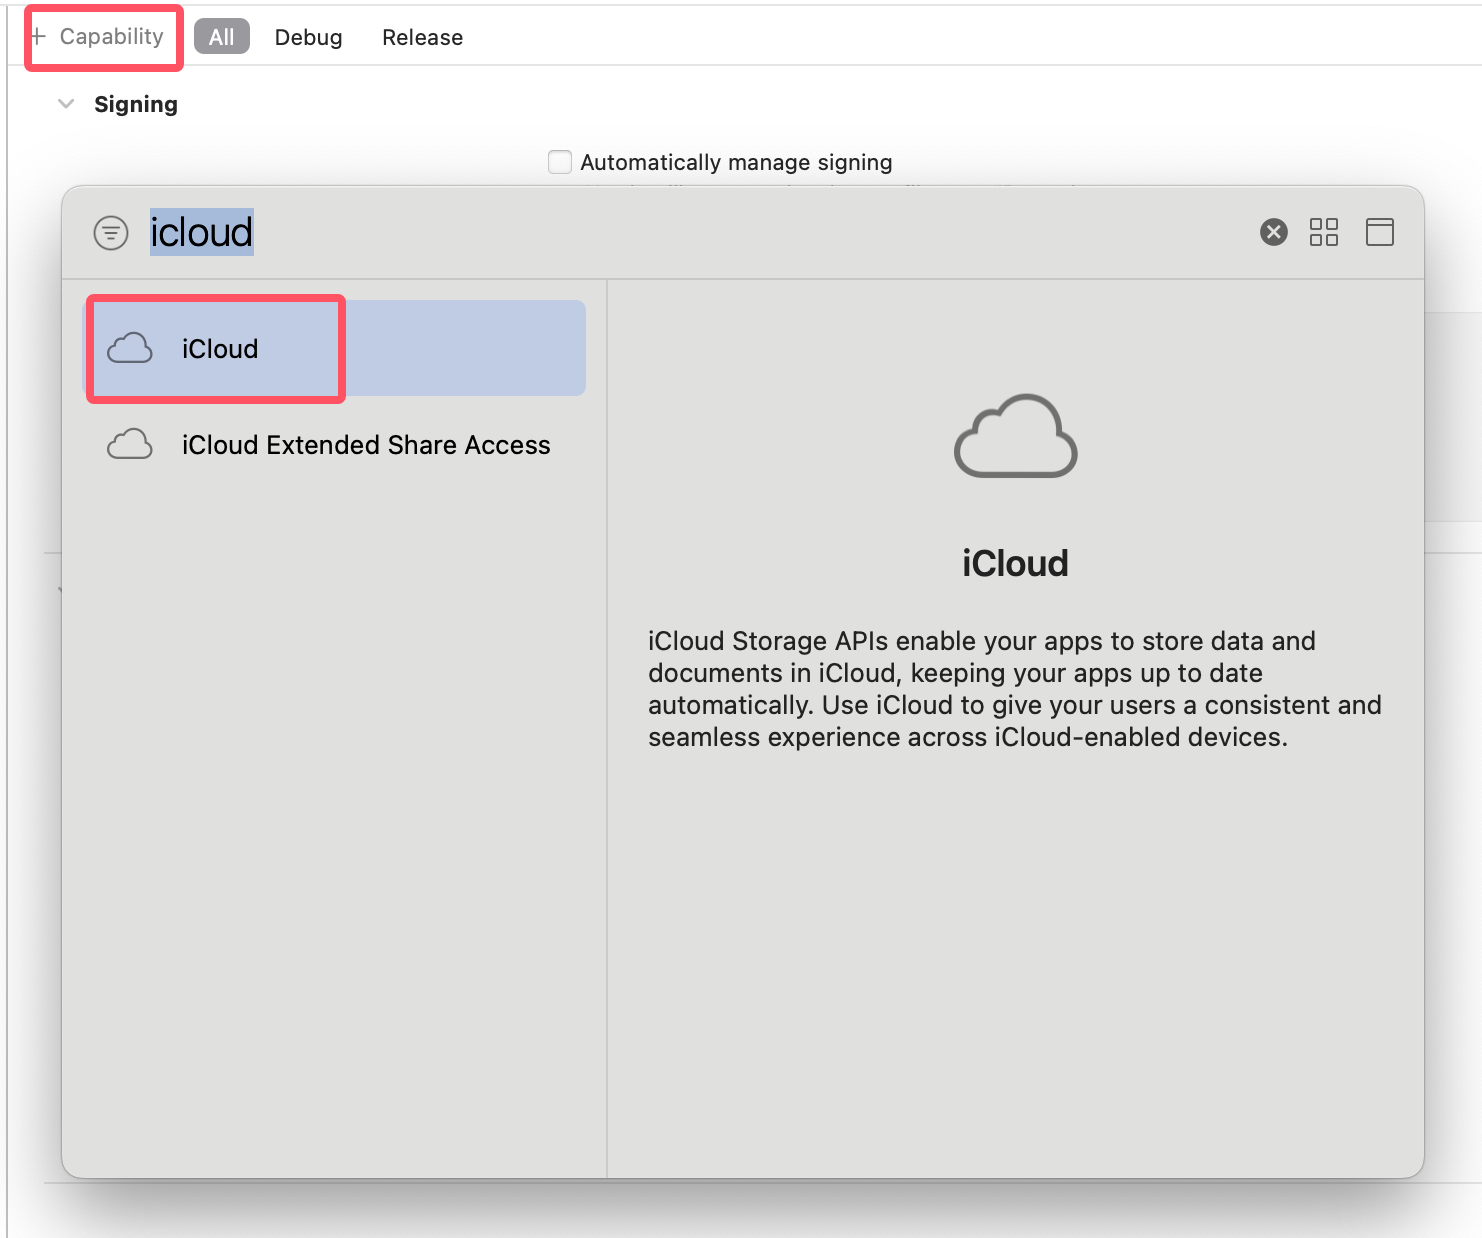 + Capability All Debug Release
Signing
Automatically manage signing
icloud
iCloud
iCloud Extended Share Access
iCloud
iCloud Storage APIs enable your apps to store data and
documents in iCloud, keeping your apps up to date
automatically. Use iCloud to give your users a consistent and
seamless experience across iCloud-enabled devices.